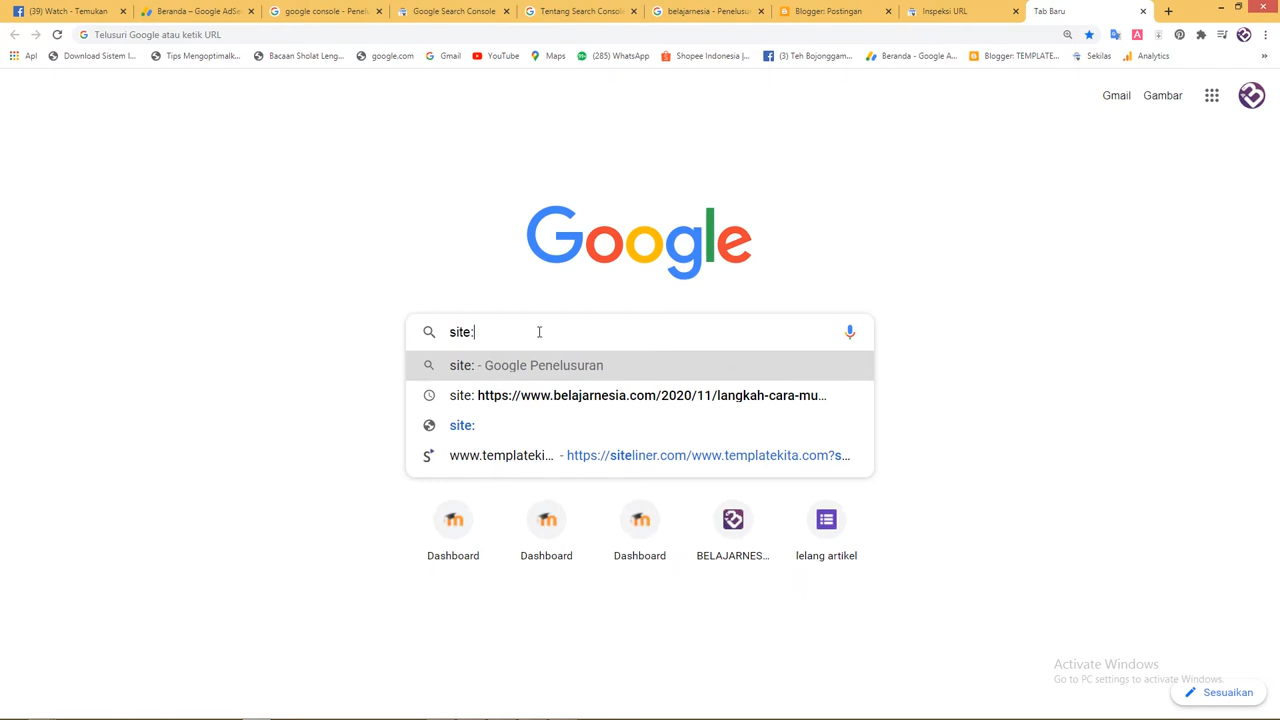 (39) Watch - Temukan
Beranda – Google AdSe
google console - Penel
Google Search Console
Tentang Search Console
belajarnesia - Penelusu
Blogger: Postingan
Inspeksi URL
Tab Baru
Telusuri Google atau ketik URL
Apl
Download Sistem I...
Tips Mengoptimalk...
Bacaan Sholat Leng...
google.com
Gmail
YouTube
Maps
(285) WhatsApp
Shopee Indonesia |...
(3) Teh Bojonggam...
Beranda - Google A...
Blogger: TEMPLATE...
Sekilas
Analytics
»
Gmail
Gambar
Google
site:
site: - Google Penelusuran
site: https://www.belajarnesia.com/2020/11/langkah-cara-mu...
site:
www.templateki... - https://siteliner.com/www.templatekita.com?s...
Dashboard
Dashboard
Dashboard
BELAJARNES...
lelang artikel
Activate Windows
Go to PC settings to activate Windows.
Sesuaikan